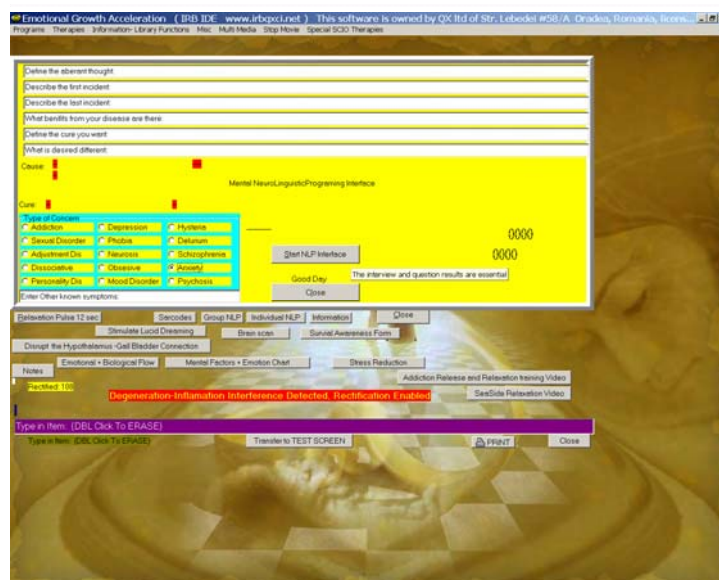 Emotional Growth Acceleration ( IRB IDE www.irbqxci.net ) This software is owned by QX ltd of Str. Lebedei #58/A Oradea, Romania, licens...
Programs Therapies Information- Library Functions Misc Multi Media Stop Movie Special SCIO Therapies
Define the aberant thought:
Describe the first incident:
Describe the last incident:
What benifits from your disease are there:
Define the cure you want:
What is desired different:
Cause:
Mental NeuroLinguisticPrograming Interface
Cure:
Type of Concern
Addiction Depression Hysteria
Sexual Disorder Phobia Delurium
Adjustment Dis Neurosis Schizophrenia
Dissociative Obsesive Anxiety
Personality Dis Mood Disorder Psychosis
Enter Other known symptoms:
Start NLP Interface
Good Day
Close
The interview and question results are essential
0000
0000
Relaxation Pulse 12 sec Sarcodes Group NLP Individual NLP Information Close
Stimulate Lucid Dreaming Brein scan Survial Awareness Form
Disrupt the Hypothalamus -Gall Bladder Connection
Emotional + Biological Flow Mental Factors + Emotion Chart Stress Reduction
Notes
Addiction Release and Relavation training Video
Rectified: 100
Degeneration-Inflamation Interference Detected, Rectification Enabled
SeaSide Relaxation Video
Type in Item: (DBL Click To ERASE)
Type in Item: (DBL Click To ERASE)
Transfer to TEST SCREEN PRINT Close